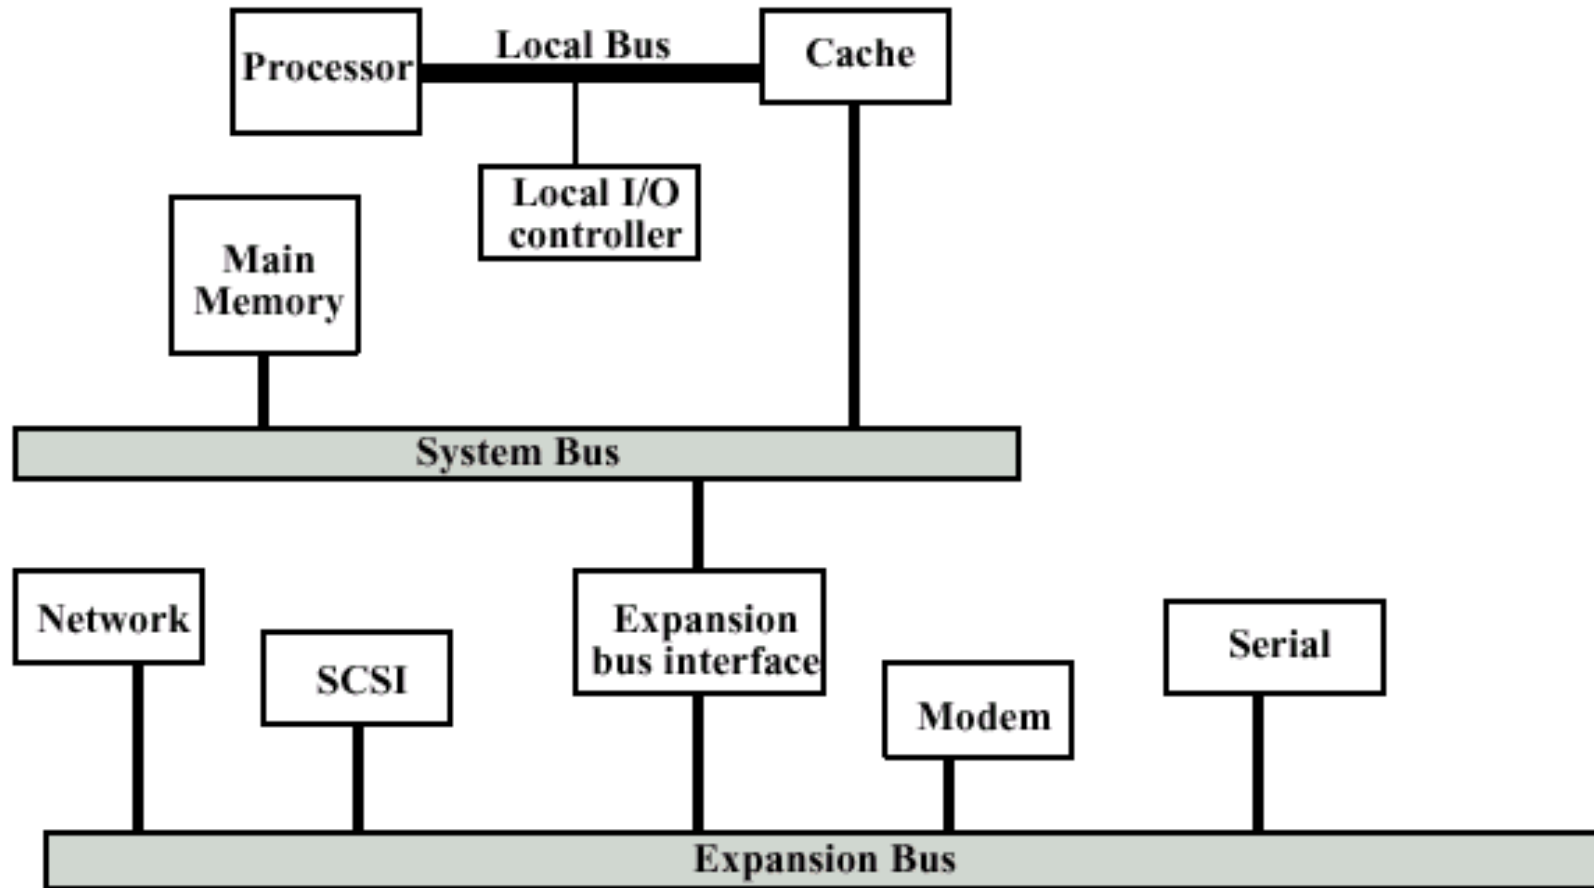 Processor
Local Bus
Cache
Local I/O
controller
Main
Memory
System Bus
Network
SCSI
Expansion
bus interface
Modem
Serial
Expansion Bus